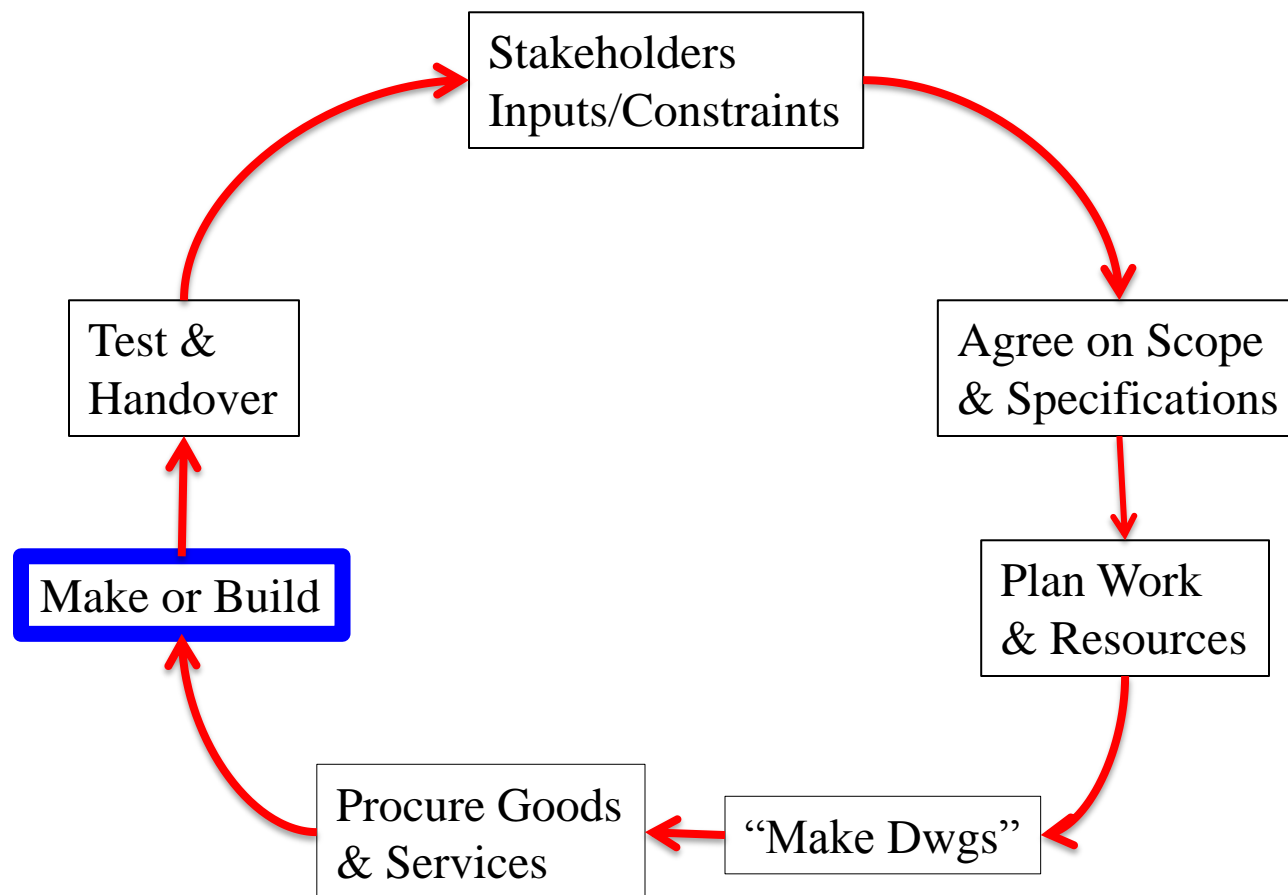 Stakeholders
Inputs/Constraints
Agree on Scope
& Specifications
Plan Work
& Resources
“Make Dwgs”
Procure Goods
& Services
Make or Build
Test &
Handover